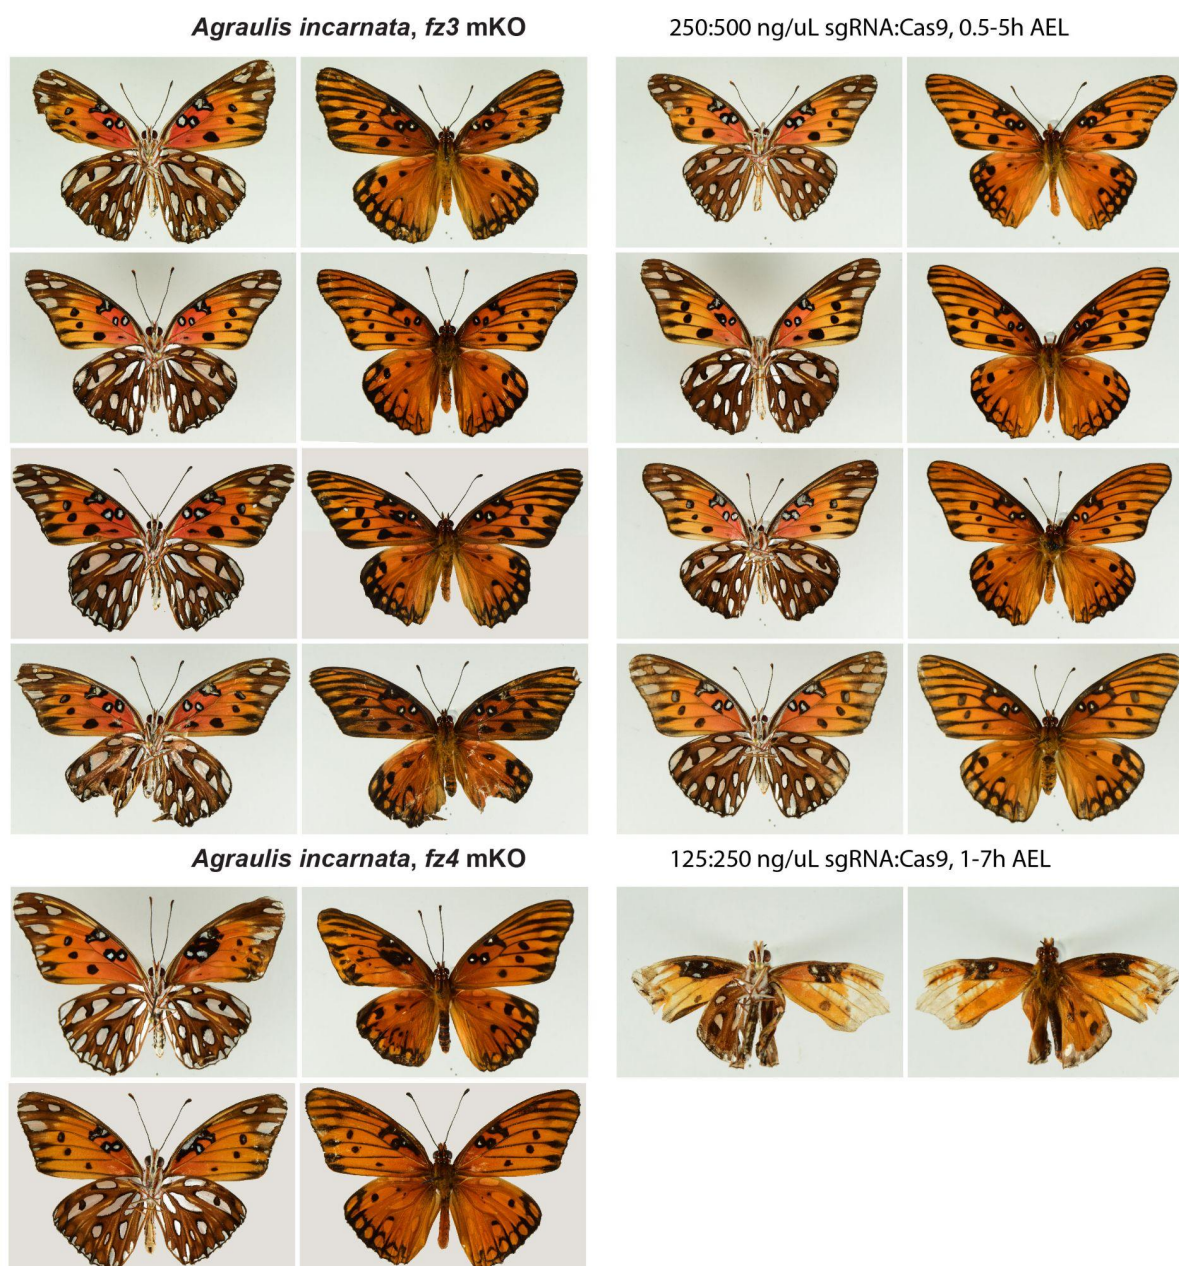 Agraulis incarnata, fz3 mKO
250:500 ng/uL sgRNA:Cas9, 0.5-5h AEL
Agraulis incarnata, fz4 mKO
125:250 ng/uL sgRNA:Cas9, 1-7h AEL